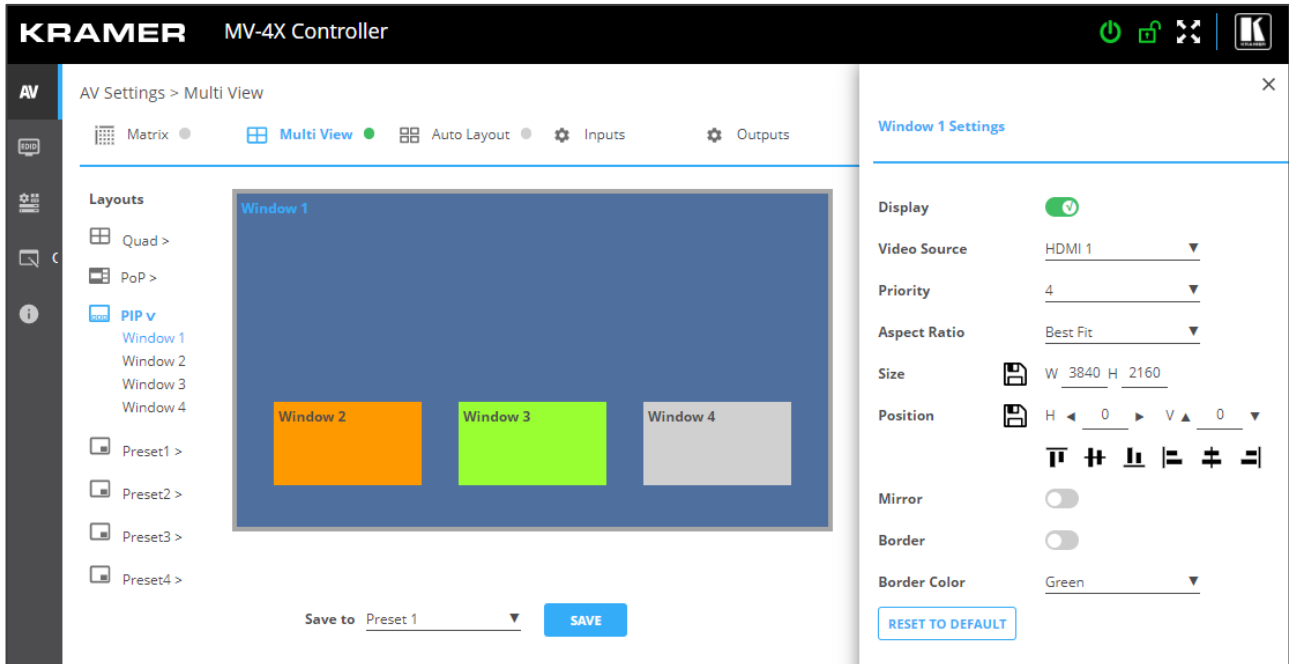 KRAMER MV-4X Controller
KRAMER
AV
AV Settings > Multi View
Matrix Multi View Auto Layout Inputs Outputs
EDID
Layouts
Quad >
PoP >
PIP v
Window 1
Window 2
Window 3
Window 4
Preset1 >
Preset2 >
Preset3 >
Preset4 >
Window 1
Window 2 Window 3 Window 4
Save to Preset 1 SAVE
Window 1 Settings
Display
Video Source HDMI 1
Priority 4
Aspect Ratio Best Fit
Size W 3840 H 2160
Position H 0 V 0
Mirror
Border
Border Color Green
RESET TO DEFAULT